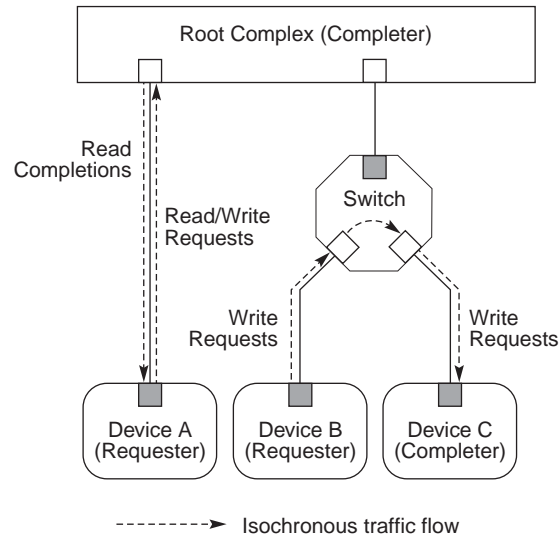 Root Complex (Completer)
Read
Completions
Read/Write
Requests
Switch
Write
Requests
Write
Requests
Device A
(Requester)
Device B
(Requester)
Device C
(Completer)
Isochronous traffic flow